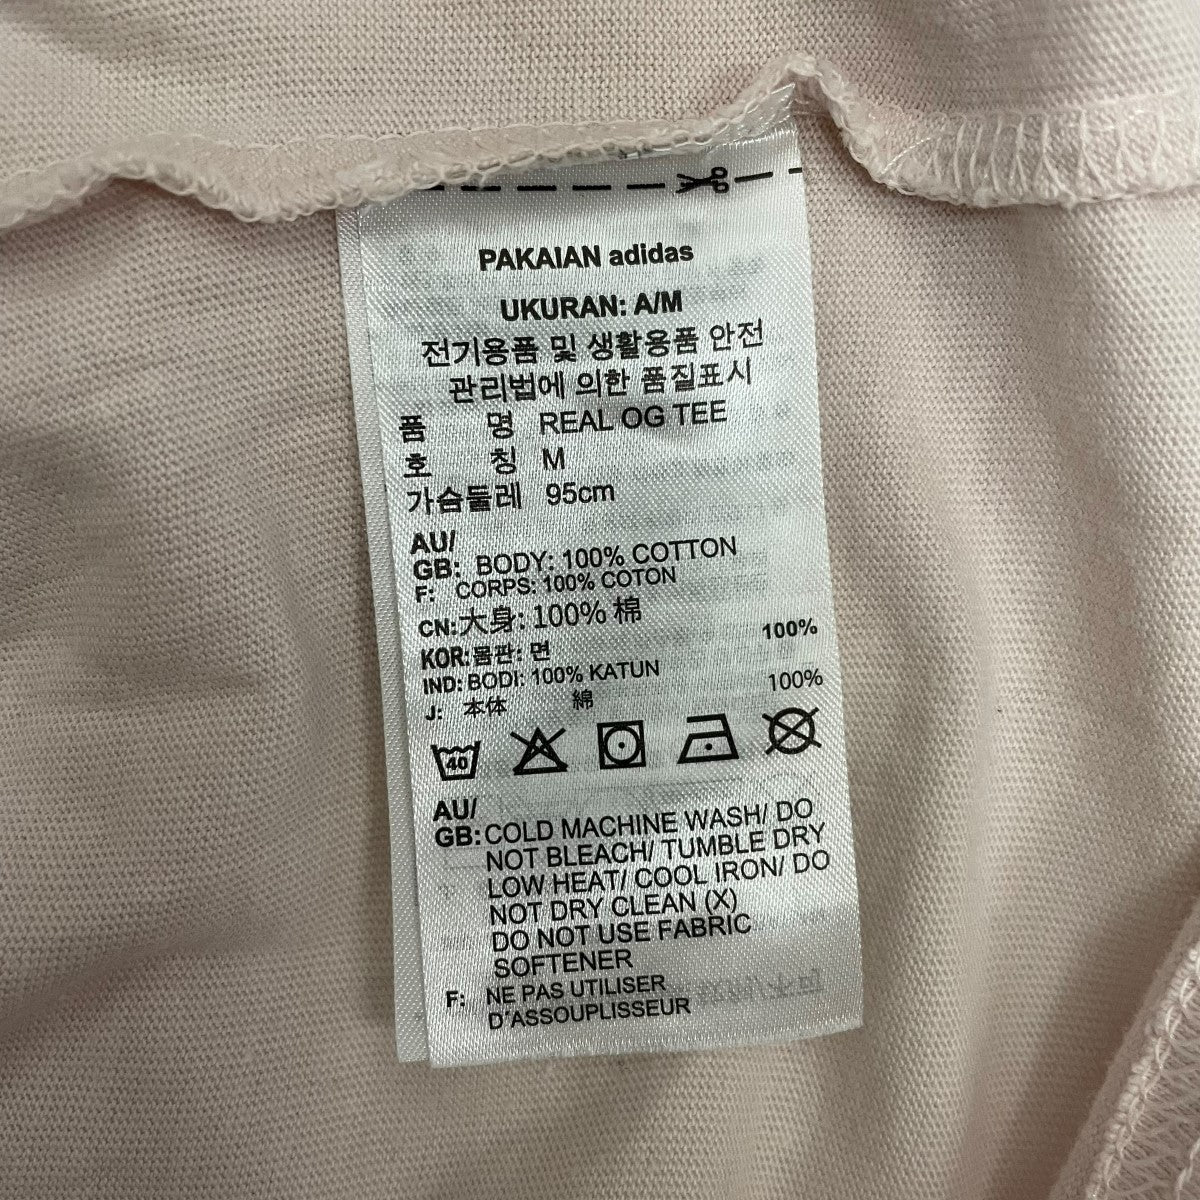 PAKAIAN adidas
UKURAN: A/M
전기용품 및 생활용품 안전
관리법에 의한 품질표시
품 명 REAL OG TEE
호 칭 M
가슴둘레 95cm
AU/
GB: BODY: 100% COTTON
F: CORPS: 100% COTON
CN:大身: 100% 棉
100%
KOR:몸판: 면
IND: BODI: 100% KATUN
100%
J: 本体 綿
40
AU/
GB: COLD MACHINE WASH/ DO
NOT BLEACH/ TUMBLE DRY
LOW HEAT/ COOL IRON/ DO
NOT DRY CLEAN (X)
DO NOT USE FABRIC
SOFTENER
F: NE PAS UTILISER
D'ASSOUPLISSEUR